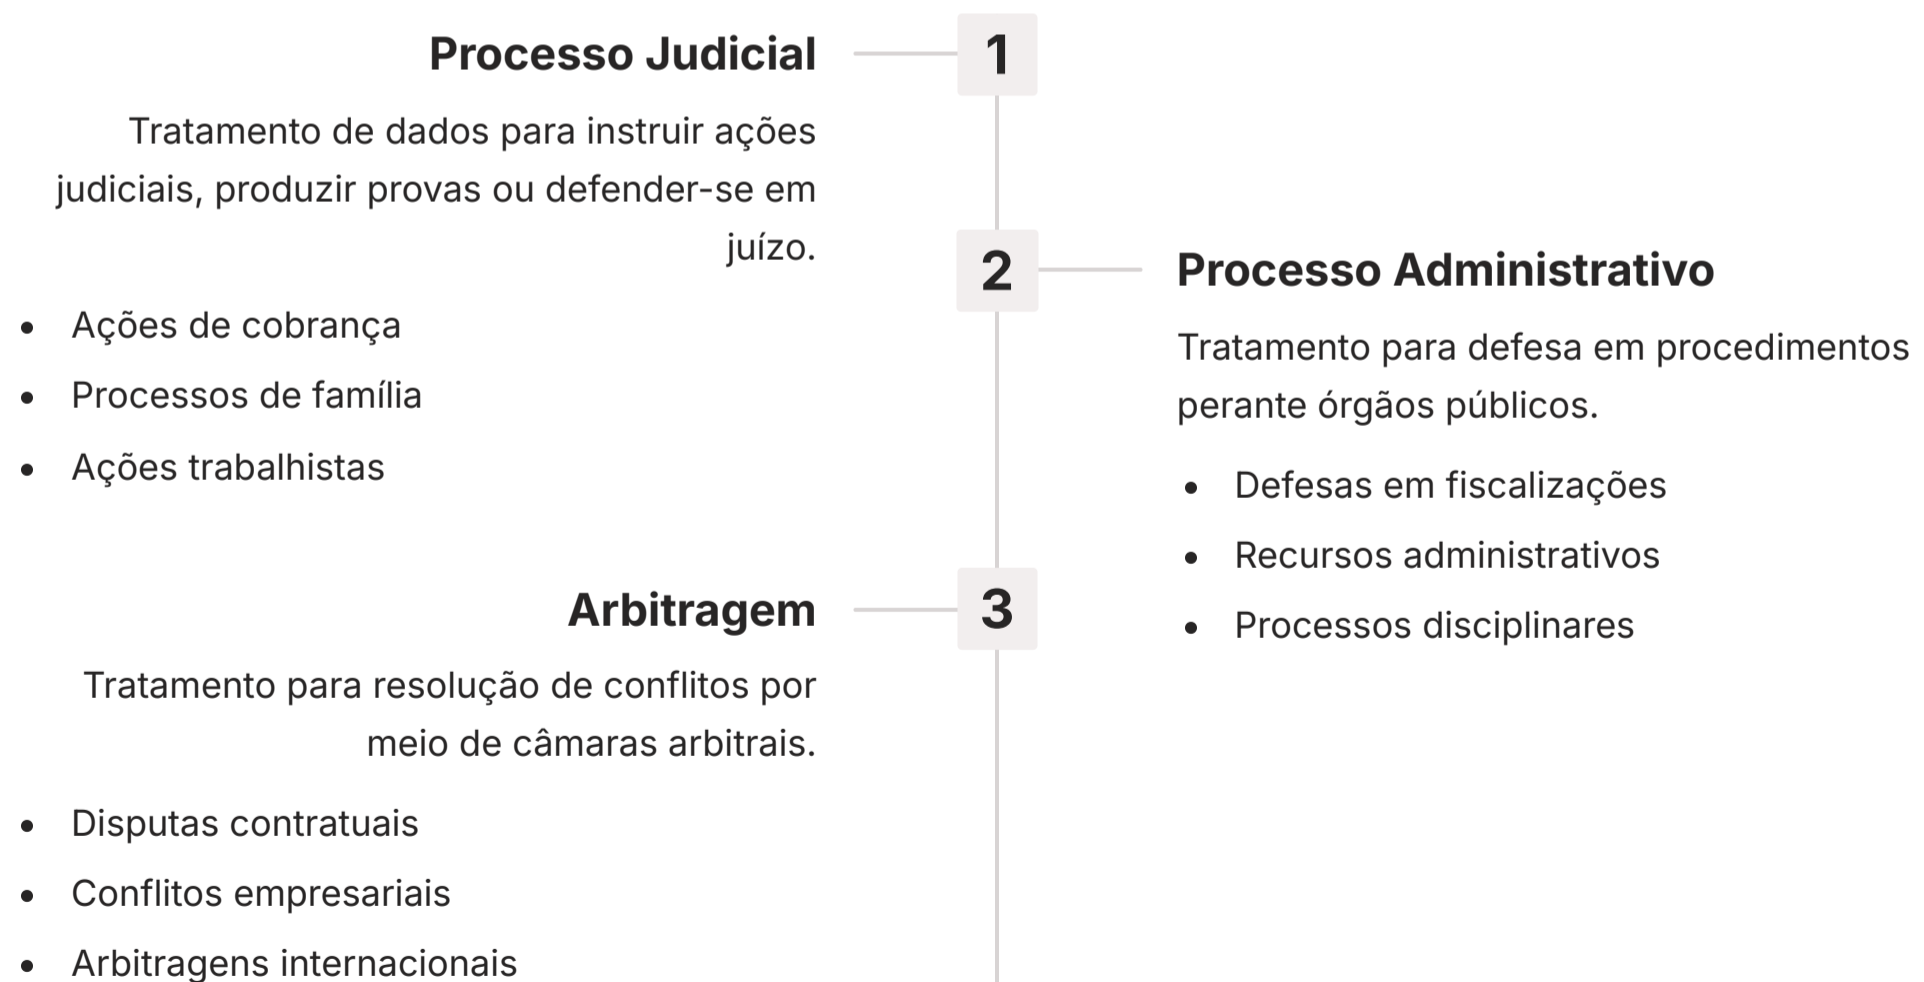 Processo Judicial
1
Tratamento de dados para instruir ações
judiciais, produzir provas ou defender-se em
juízo.
• Ações de cobrança
• Processos de família
• Ações trabalhistas
2
Processo Administrativo
Tratamento para defesa em procedimentos
perante órgãos públicos.
• Defesas em fiscalizações
• Recursos administrativos
• Processos disciplinares
Arbitragem
3
Tratamento para resolução de conflitos por
meio de câmaras arbitrais.
• Disputas contratuais
• Conflitos empresariais
• Arbitragens internacionais